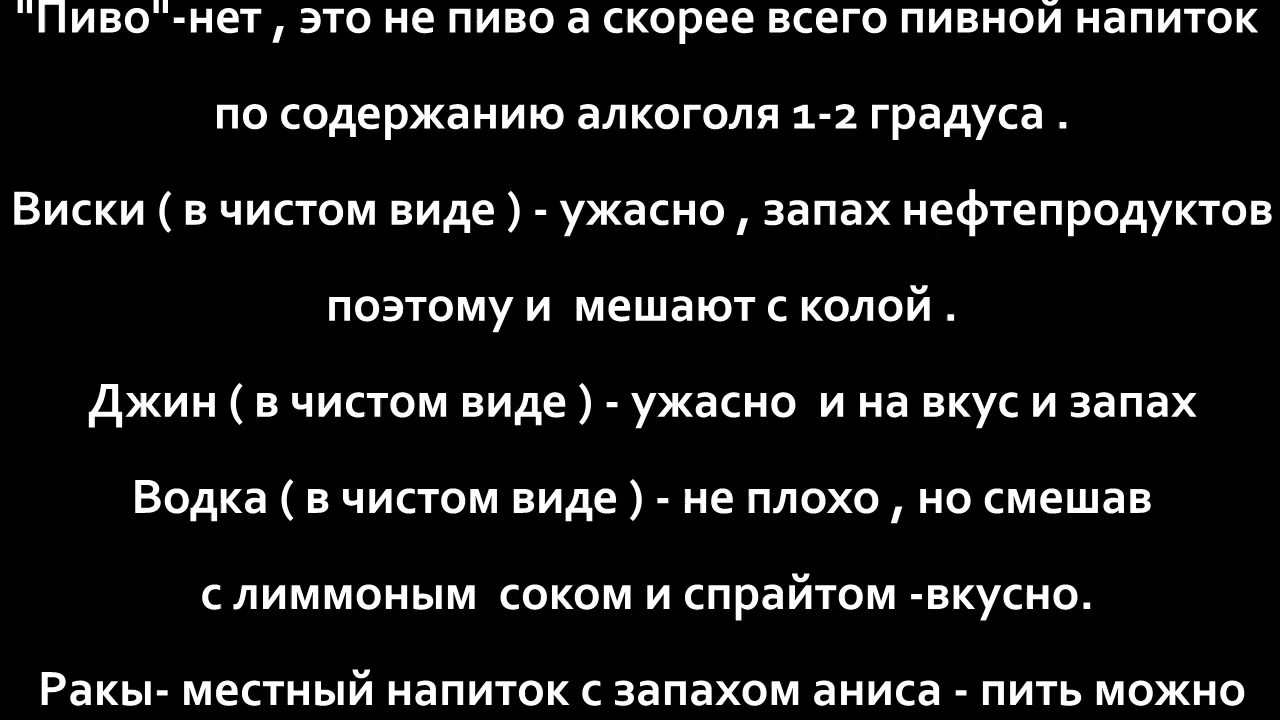 "Пиво"-нет , это не пиво а скорее всего пивной напиток
по содержанию алкоголя 1-2 градуса .
Виски ( в чистом виде ) - ужасно , запах нефтепродуктов
поэтому и  мешают с колой .
Джин ( в чистом виде ) - ужасно  и на вкус и запах
Водка ( в чистом виде ) - не плохо , но смешав
с лиммоным  соком и спрайтом -вкусно.
Ракы- местный напиток с запахом аниса - пить можно